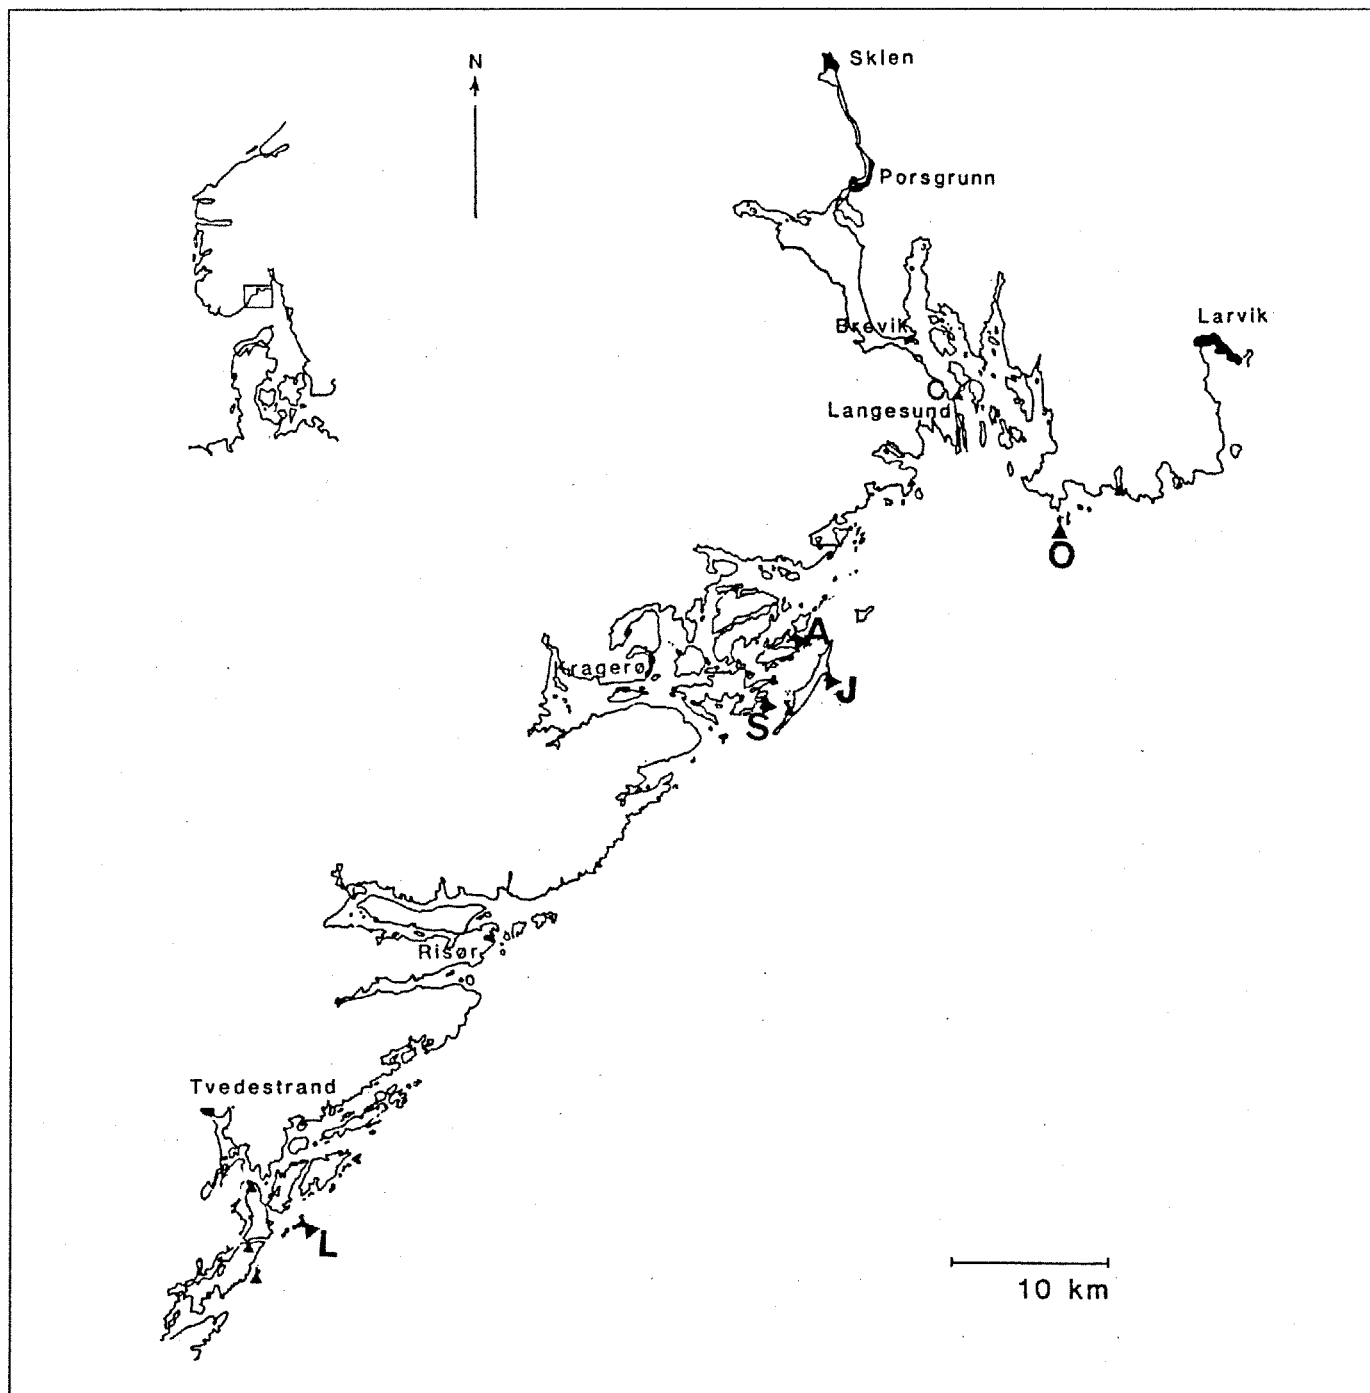 N
Sklen
Porsgrunn
Larvik
Brevik
Langesund
O
A
Kragerø
J
S
Risør
Tvedestrand
L
10 km